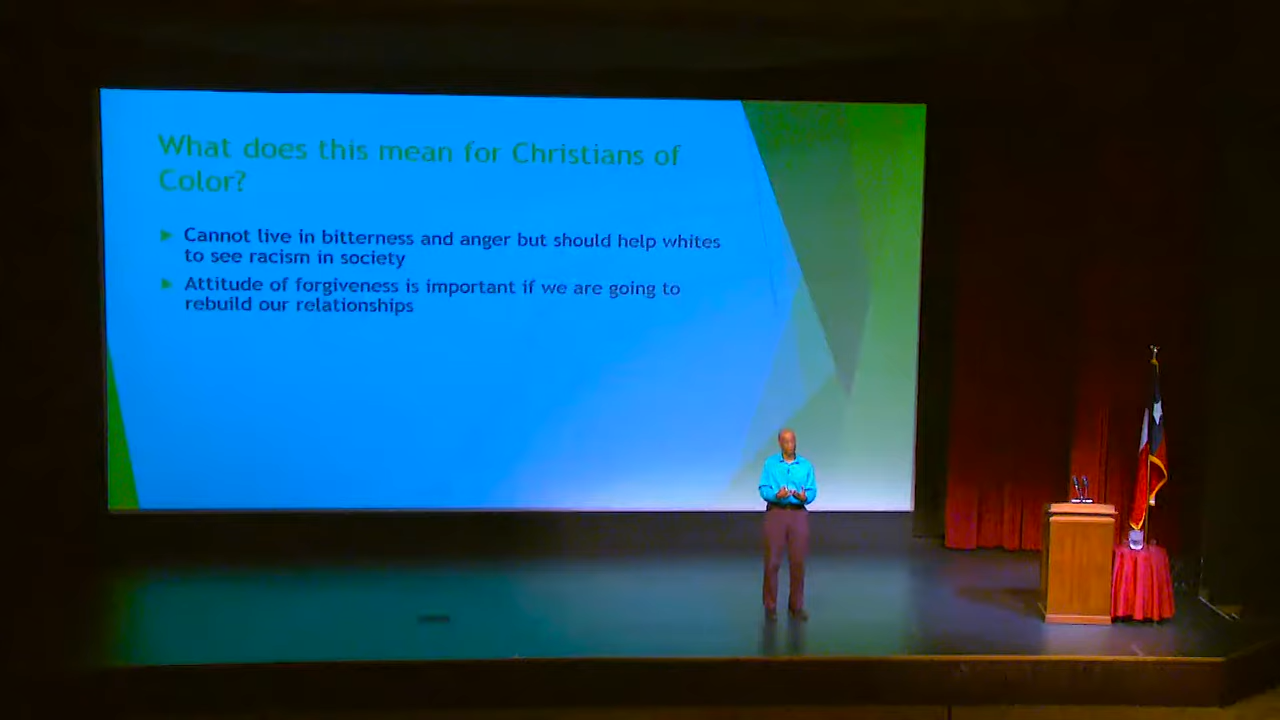 What does this mean for Christians of
Color?
Cannot live in bitterness and anger but should help whites
to see racism in society
Attitude of forgiveness is important if we are going to
rebuild our relationships